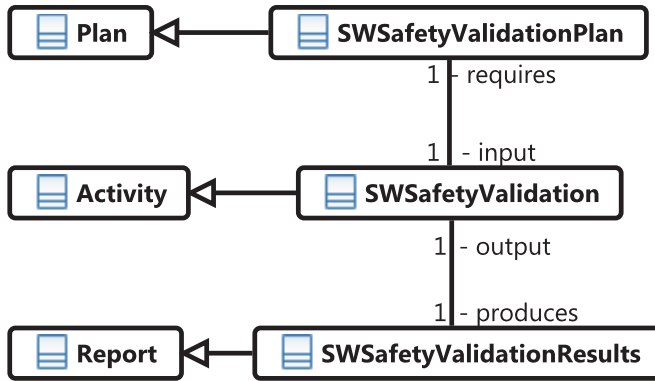 Plan
SWSafetyValidationPlan
1 - requires
1 - input
Activity
SWSafetyValidation
1 - output
1 - produces
Report
SWSafetyValidationResults